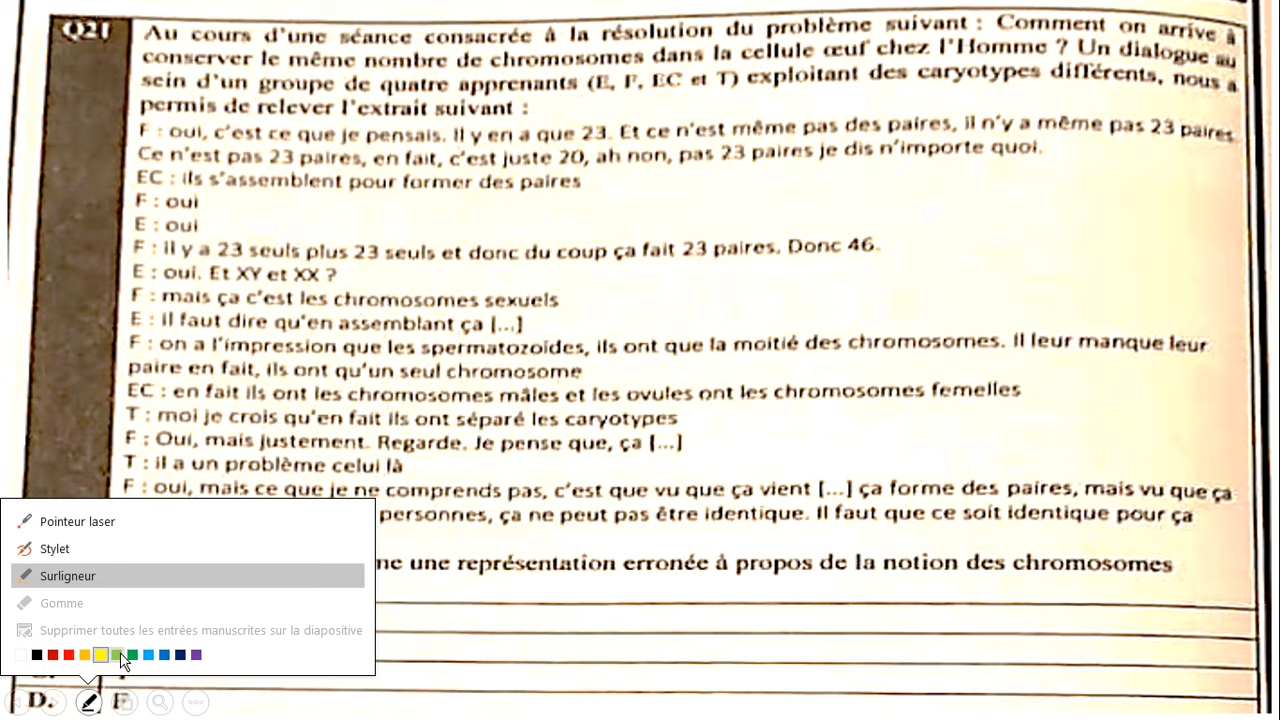 Q21
Au cours d'une séance consacrée à la résolution du problème suivant : Comment on arrive à
conserver le même nombre de chromosomes dans la cellule œuf chez l'Homme ? Un dialogue au
sein d'un groupe de quatre apprenants (E, F, EC et T) exploitant des caryotypes différents, nous a
permis de relever l'extrait suivant :
F : oui, c'est ce que je pensais. Il y en a que 23. Et ce n'est même pas des paires, il n'y a même pas 23 paires.
Ce n'est pas 23 paires, en fait, c'est juste 20, ah non, pas 23 paires je dis n'importe quoi.
EC : ils s'assemblent pour former des paires
F : oui
E : oui
F : il y a 23 seuls plus 23 seuls et donc du coup ça fait 23 paires. Donc 46.
E : oui. Et XY et XX ?
F : mais ça c'est les chromosomes sexuels
E : il faut dire qu'en assemblant ça [...]
F : on a l'impression que les spermatozoïdes, ils ont que la moitié des chromosomes. Il leur manque leur
paire en fait, ils ont qu'un seul chromosome
EC : en fait ils ont les chromosomes mâles et les ovules ont les chromosomes femelles
T : moi je crois qu'en fait ils ont séparé les caryotypes
F : Oui, mais justement. Regarde. Je pense que, ça [...]
T : il a un problème celui là
F : oui, mais ce que je ne comprends pas, c'est que vu que ça vient [...] ça forme des paires, mais vu que ça
personnes, ça ne peut pas être identique. Il faut que ce soit identique pour ça
ne une représentation erronée à propos de la notion des chromosomes
Pointeur laser
Stylet
Surligneur
Gomme
Supprimer toutes les entrées manuscrites sur la diapositive
D. F